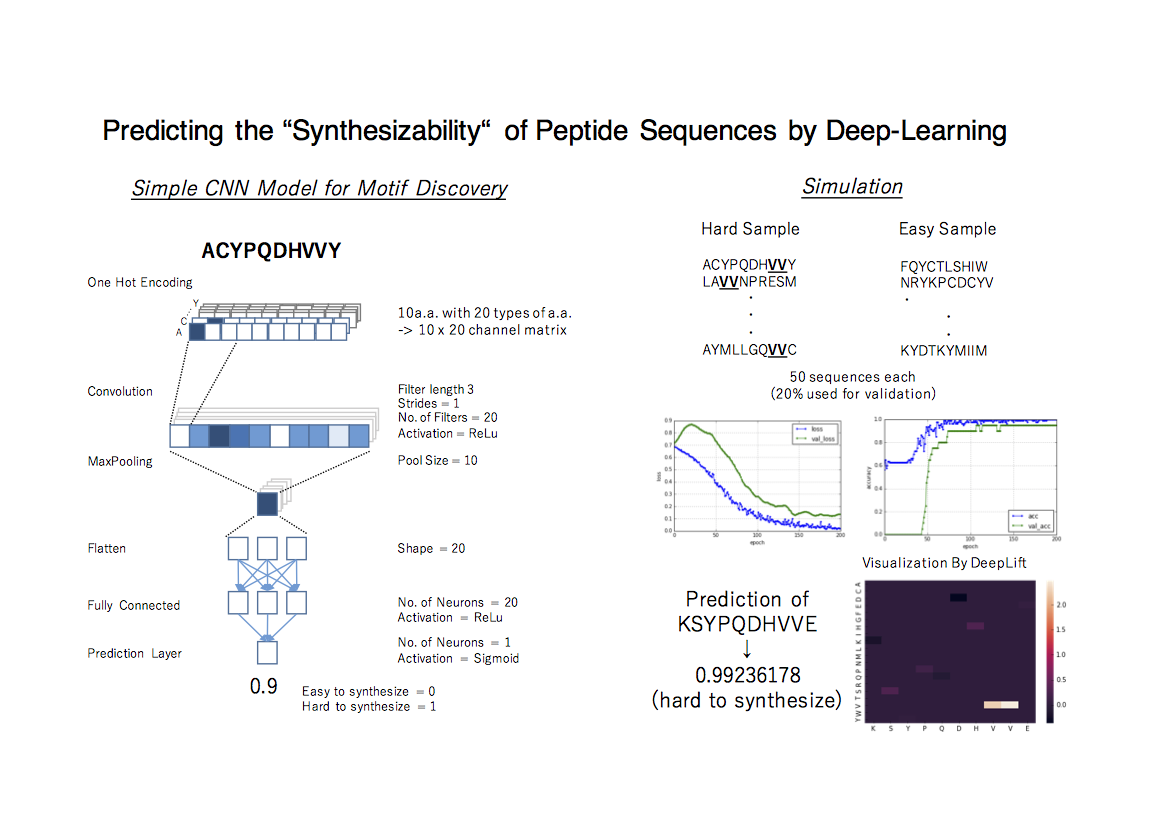 Predicting the “Synthesizability“ of Peptide Sequences by Deep-Learning
Simple CNN Model for Motif Discovery
ACYPQDHVVY
One Hot Encoding
Y
C
A
10a.a. with 20 types of a.a.
-> 10 x 20 channel matrix
Convolution
Filter length 3
Strides = 1
No. of Filters = 20
Activation = ReLu
MaxPooling
Pool Size = 10
Flatten
Shape = 20
Fully Connected
No. of Neurons = 20
Activation = ReLu
Prediction Layer
No. of Neurons = 1
Activation = Sigmoid
0.9
Easy to synthesize = 0
Hard to synthesize = 1
Simulation
Hard Sample
ACYPQDHVVY
LAVVNPRESM
AYMLLGQVVC
Easy Sample
FQYCTLSHIW
NRYKPCDCYV
KYDTKYMIIM
50 sequences each
(20% used for validation)
0.9
0.8
0.7
0.6
0.5
0.4
0.3
0.2
0.1
0.0
loss
0 50 100 150 200
epoch
loss
val_loss
1.0
0.8
0.6
0.4
0.2
0.0
accuracy
0 50 100 150 200
epoch
acc
val_acc
Prediction of
KSYPQDHVVE
↓
0.99236178
(hard to synthesize)
Visualization By DeepLift
YWVTSRQPNMLKIHGFEDCA
K S Y P Q D H V V E
2.0
1.5
1.0
0.5
0.0